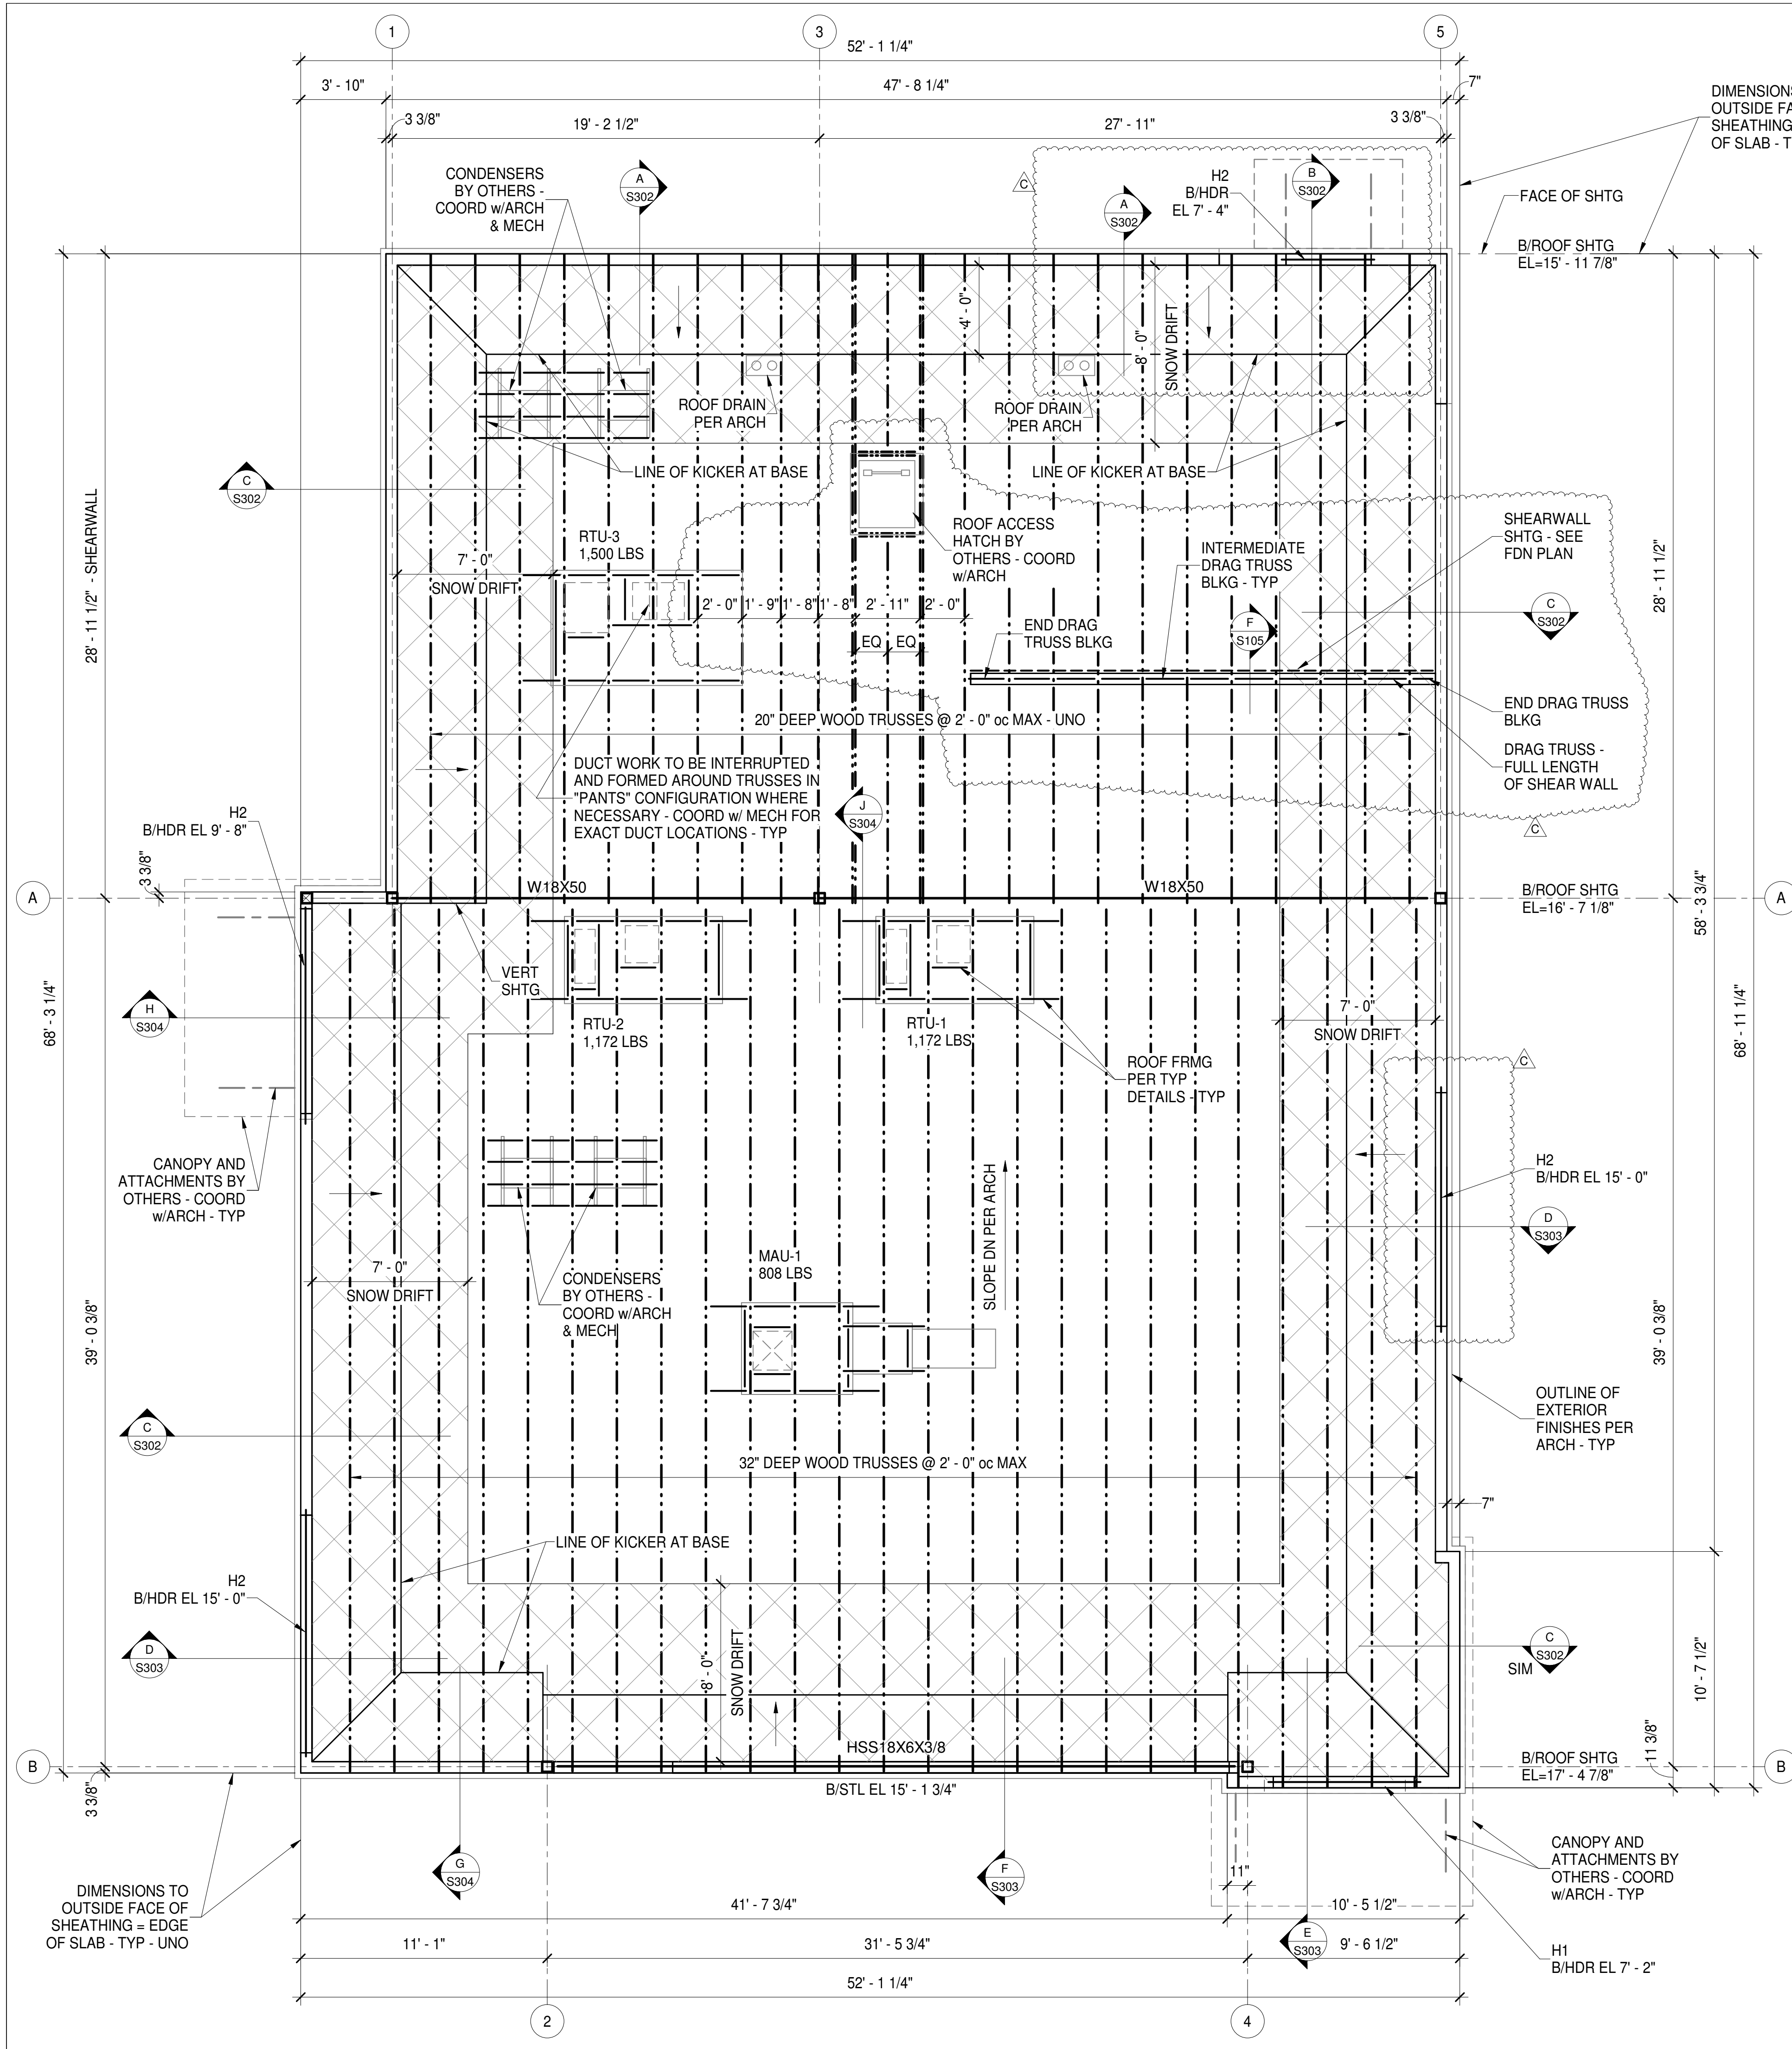 1
3
5
52' - 1 1/4"
3' - 10"
47' - 8 1/4"
7"
3 3/8"
19' - 2 1/2"
27' - 11"
3 3/8"
DIMENSIONS
OUTSIDE FA
SHEATHING
OF SLAB - T
CONDENSERS
BY OTHERS -
COORD w/ARCH
& MECH
A
S302
C
H2
B/HDR
EL 7' - 4"
A
S302
B
S302
FACE OF SHTG
B/ROOF SHTG
EL=15' - 11 7/8"
4' - 0"
8' - 0"
SNOW DRIFT
ROOF DRAIN
PER ARCH
ROOF DRAIN
PER ARCH
LINE OF KICKER AT BASE
LINE OF KICKER AT BASE
C
S302
28' - 11 1/2" - SHEARWALL
RTU-3
1,500 LBS
7' - 0"
SNOW DRIFT
ROOF ACCESS
HATCH BY
OTHERS - COORD
w/ARCH
INTERMEDIATE
DRAG TRUSS
BLKG - TYP
SHEARWALL
SHTG - SEE
FDN PLAN
28' - 11 1/2"
2' - 0"
1' - 9"
1' - 8"
1' - 8"
2' - 11"
2' - 0"
EQ
EQ
END DRAG
TRUSS BLKG
F
S105
C
S302
END DRAG TRUSS
BLKG
DRAG TRUSS -
FULL LENGTH
OF SHEAR WALL
20" DEEP WOOD TRUSSES @ 2' - 0" oc MAX - UNO
DUCT WORK TO BE INTERRUPTED
AND FORMED AROUND TRUSSES IN
"PANTS" CONFIGURATION WHERE
NECESSARY - COORD w/ MECH FOR
EXACT DUCT LOCATIONS - TYP
J
S304
C
H2
B/HDR EL 9' - 8"
3 3/8"
A
W18X50
W18X50
B/ROOF SHTG
EL=16' - 7 1/8"
A
58' - 3 3/4"
VERT
SHTG
68' - 3 1/4"
H
S304
RTU-2
1,172 LBS
RTU-1
1,172 LBS
7' - 0"
SNOW DRIFT
68' - 11 1/4"
ROOF FRMG
PER TYP
DETAILS - TYP
C
CANOPY AND
ATTACHMENTS BY
OTHERS - COORD
w/ARCH - TYP
SLOPE DN PER ARCH
H2
B/HDR EL 15' - 0"
D
S303
7' - 0"
SNOW DRIFT
CONDENSERS
BY OTHERS -
COORD w/ARCH
& MECH
MAU-1
808 LBS
39' - 0 3/8"
39' - 0 3/8"
C
S302
OUTLINE OF
EXTERIOR
FINISHES PER
ARCH - TYP
32" DEEP WOOD TRUSSES @ 2' - 0" oc MAX
7"
LINE OF KICKER AT BASE
H2
B/HDR EL 15' - 0"
D
S303
8' - 0"
SNOW DRIFT
C
S302
SIM
10' - 7 1/2"
11 3/8"
HSS18X6X3/8
B
B/ROOF SHTG
EL=17' - 4 7/8"
B
3 3/8"
B/STL EL 15' - 1 3/4"
G
S304
F
S303
11"
CANOPY AND
ATTACHMENTS BY
OTHERS - COORD
w/ARCH - TYP
DIMENSIONS TO
OUTSIDE FACE OF
SHEATHING = EDGE
OF SLAB - TYP - UNO
41' - 7 3/4"
10' - 5 1/2"
11' - 1"
31' - 5 3/4"
E
S303
9' - 6 1/2"
H1
B/HDR EL 7' - 2"
52' - 1 1/4"
2
4